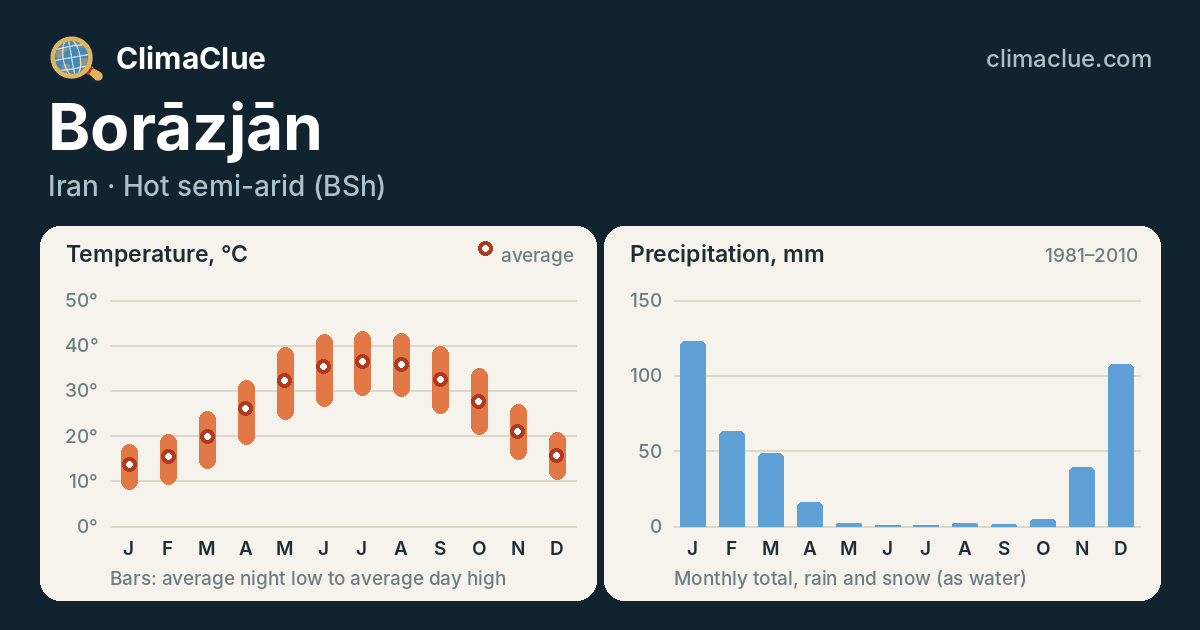 ClimaClue
climaclue.com
Borāzjān
Iran · Hot semi-arid (BSh)
Temperature, °C
average
50°
40°
30°
20°
10°
0°
J F M A M J J A S O N D
Bars: average night low to average day high
Precipitation, mm
1981–2010
150
100
50
0
J F M A M J J A S O N D
Monthly total, rain and snow (as water)